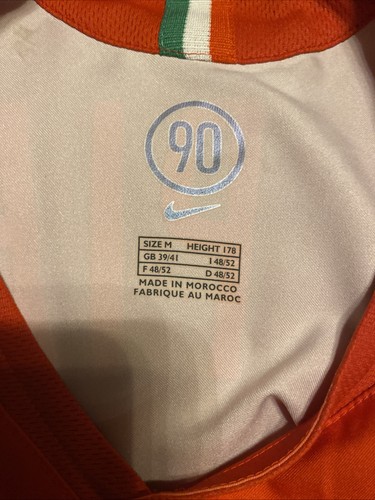 90
SIZE M HEIGHT 178
GB 39/41 I 48/52
F 48/52 D 48/52
MADE IN MOROCCO
FABRIQUE AU MAROC